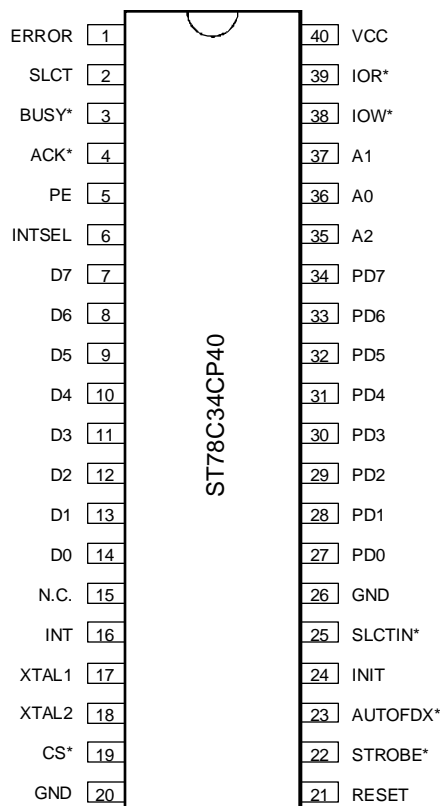 ERROR 1 40 VCC
SLCT 2 39 IOR*
BUSY* 3 38 IOW*
ACK* 4 37 A1
PE 5 36 A0
INTSEL 6 35 A2
D7 7 34 PD7
D6 8 33 PD6
D5 9 32 PD5
D4 10 31 PD4
D3 11 30 PD3
D2 12 29 PD2
D1 13 28 PD1
D0 14 27 PD0
N.C. 15 26 GND
INT 16 25 SLCTIN*
XTAL1 17 24 INIT
XTAL2 18 23 AUTOFDX*
CS* 19 22 STROBE*
GND 20 21 RESET
ST78C34CP40